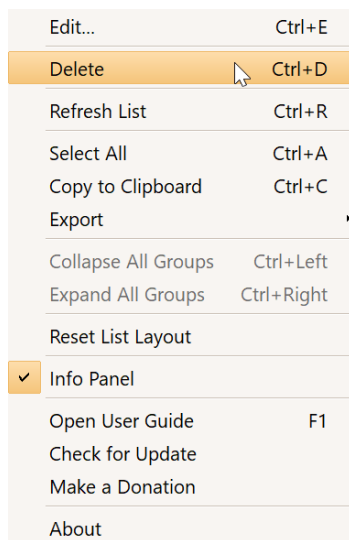 Edit... Ctrl+E
Delete Ctrl+D
Refresh List Ctrl+R
Select All Ctrl+A
Copy to Clipboard Ctrl+C
Export
Collapse All Groups Ctrl+Left
Expand All Groups Ctrl+Right
Reset List Layout
Info Panel
Open User Guide F1
Check for Update
Make a Donation
About